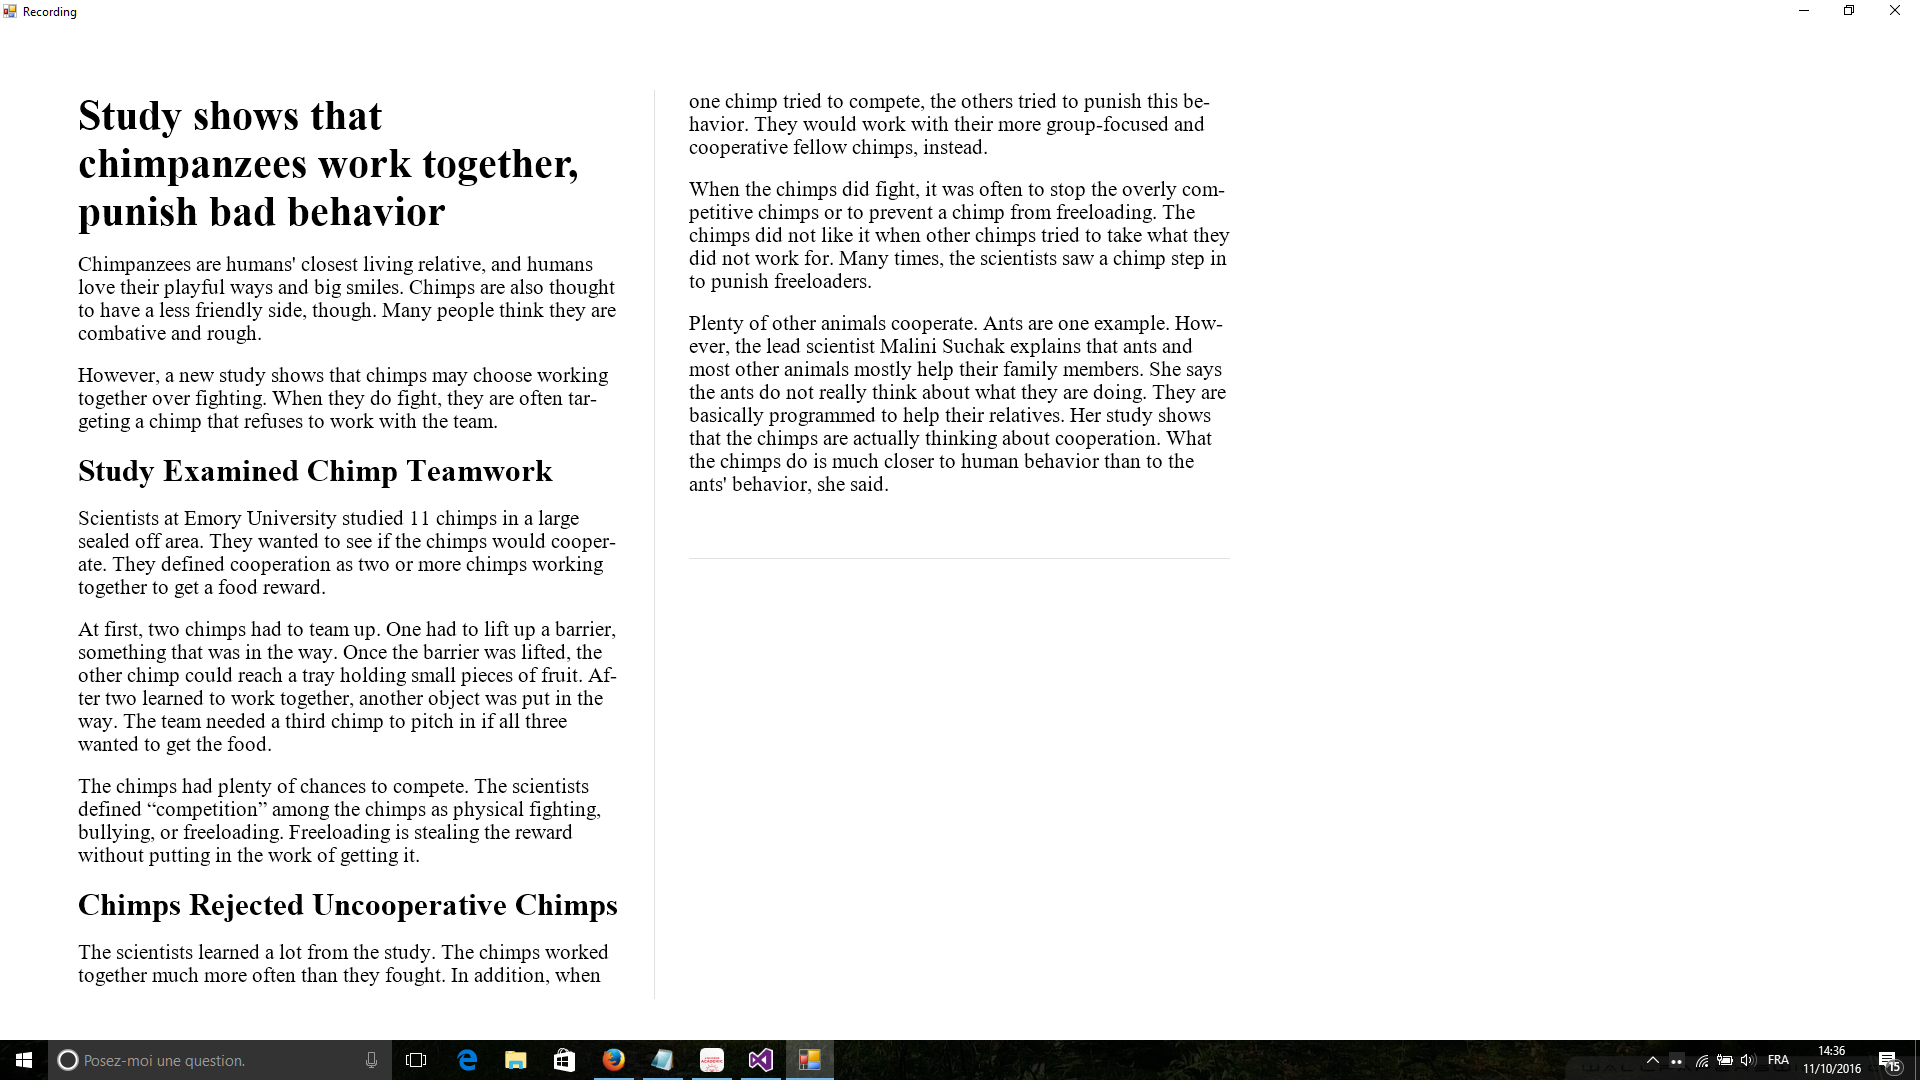 Recording
Study shows that
chimpanzees work together,
punish bad behavior
Chimpanzees are humans' closest living relative, and humans
love their playful ways and big smiles. Chimps are also thought
to have a less friendly side, though. Many people think they are
combative and rough.
However, a new study shows that chimps may choose working
together over fighting. When they do fight, they are often tar-
geting a chimp that refuses to work with the team.
Study Examined Chimp Teamwork
Scientists at Emory University studied 11 chimps in a large
sealed off area. They wanted to see if the chimps would cooper-
ate. They defined cooperation as two or more chimps working
together to get a food reward.
At first, two chimps had to team up. One had to lift up a barrier,
something that was in the way. Once the barrier was lifted, the
other chimp could reach a tray holding small pieces of fruit. Af-
ter two learned to work together, another object was put in the
way. The team needed a third chimp to pitch in if all three
wanted to get the food.
The chimps had plenty of chances to compete. The scientists
defined “competition” among the chimps as physical fighting,
bullying, or freeloading. Freeloading is stealing the reward
without putting in the work of getting it.
Chimps Rejected Uncooperative Chimps
The scientists learned a lot from the study. The chimps worked
together much more often than they fought. In addition, when
one chimp tried to compete, the others tried to punish this be-
havior. They would work with their more group-focused and
cooperative fellow chimps, instead.
When the chimps did fight, it was often to stop the overly com-
petitive chimps or to prevent a chimp from freeloading. The
chimps did not like it when other chimps tried to take what they
did not work for. Many times, the scientists saw a chimp step in
to punish freeloaders.
Plenty of other animals cooperate. Ants are one example. How-
ever, the lead scientist Malini Suchak explains that ants and
most other animals mostly help their family members. She says
the ants do not really think about what they are doing. They are
basically programmed to help their relatives. Her study shows
that the chimps are actually thinking about cooperation. What
the chimps do is much closer to human behavior than to the
ants' behavior, she said.
Posez-moi une question.
FRA
14:36
11/10/2016
15